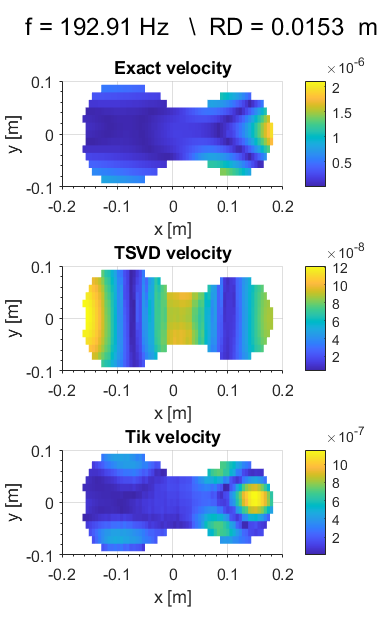 f = 192.91 Hz \ RD = 0.0153 m
Exact velocity
×10^-6
0.1
0
-0.1
y [m]
-0.2 -0.1 0 0.1 0.2
x [m]
2
1.5
1
0.5
TSVD velocity
×10^-8
0.1
0
-0.1
y [m]
-0.2 -0.1 0 0.1 0.2
x [m]
12
10
8
6
4
2
Tik velocity
×10^-7
0.1
0
-0.1
y [m]
-0.2 -0.1 0 0.1 0.2
x [m]
10
8
6
4
2